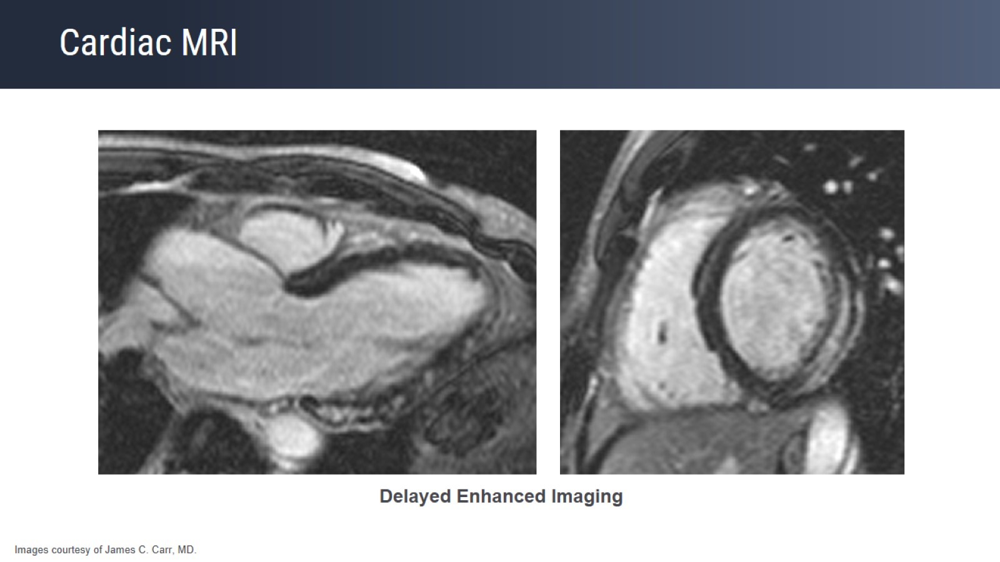 Cardiac MRI
Delayed Enhanced Imaging
Images courtesy of James C. Carr, MD.